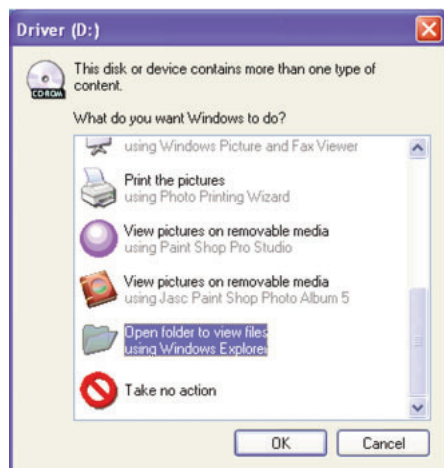 Driver (D:)
This disk or device contains more than one type of
content.
CD-ROM
What do you want Windows to do?
using Windows Picture and Fax Viewer
Print the pictures
using Photo Printing Wizard
View pictures on removable media
using Paint Shop Pro Studio
View pictures on removable media
using Jasc Paint Shop Photo Album 5
Open folder to view files
using Windows Explorer
Take no action
OK
Cancel